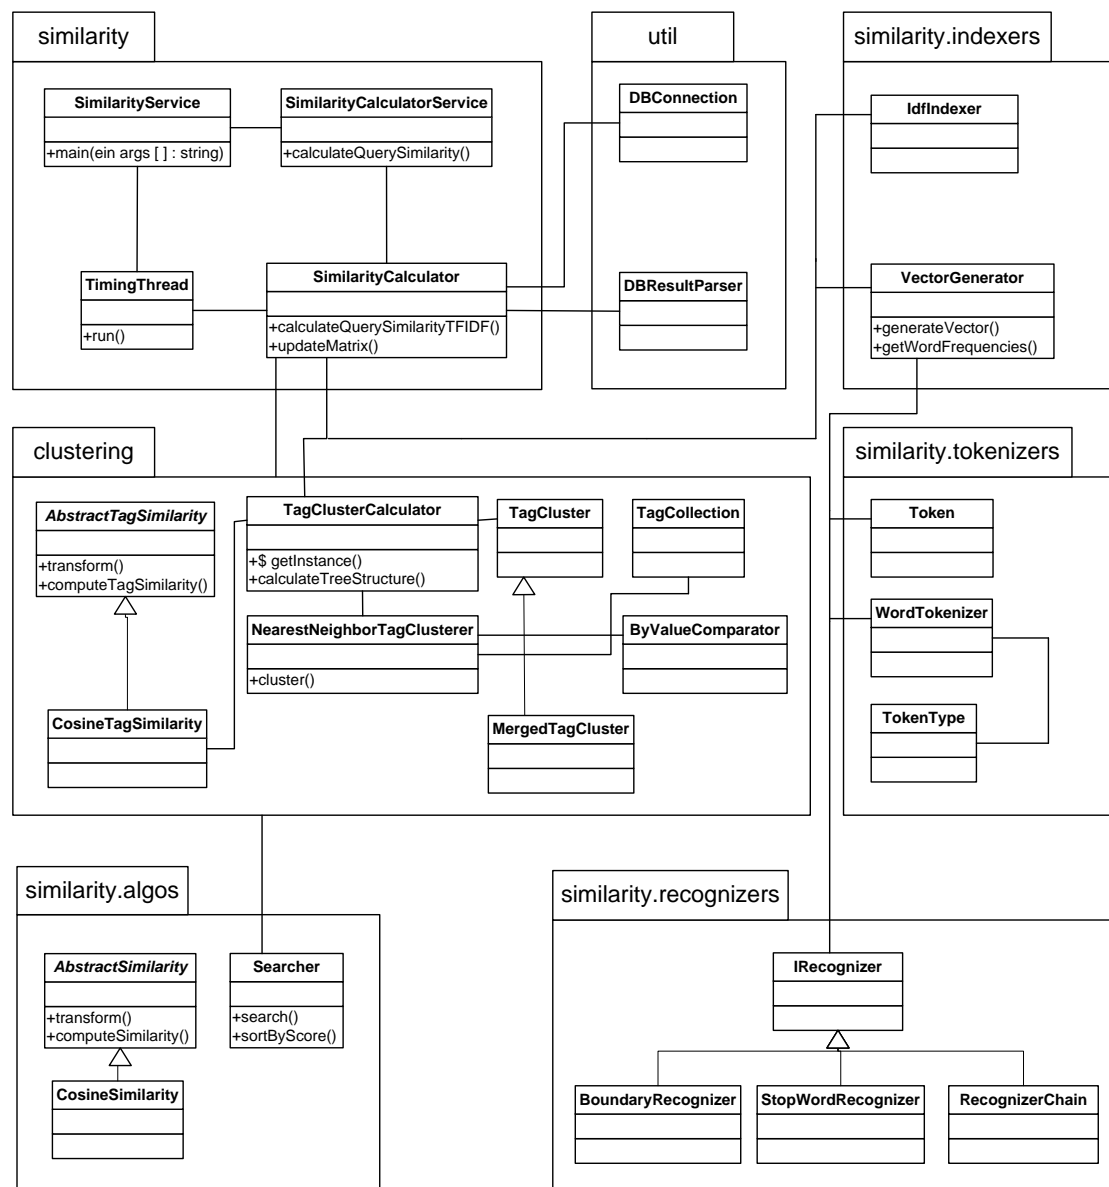 similarity
SimilarityService
+main(ein args [ ] : string)
SimilarityCalculatorService
+calculateQuerySimilarity()
TimingThread
+run()
SimilarityCalculator
+calculateQuerySimilarityTFIDF()
+updateMatrix()
util
DBConnection
DBResultParser
similarity.indexers
IdfIndexer
VectorGenerator
+generateVector()
+getWordFrequencies()
clustering
AbstractTagSimilarity
+transform()
+computeTagSimilarity()
TagClusterCalculator
+$ getInstance()
+calculateTreeStructure()
TagCluster
TagCollection
NearestNeighborTagClusterer
+cluster()
ByValueComparator
CosineTagSimilarity
MergedTagCluster
similarity.tokenizers
Token
WordTokenizer
TokenType
similarity.algos
AbstractSimilarity
+transform()
+computeSimilarity()
Searcher
+search()
+sortByScore()
CosineSimilarity
similarity.recognizers
IRecognizer
BoundaryRecognizer
StopWordRecognizer
RecognizerChain